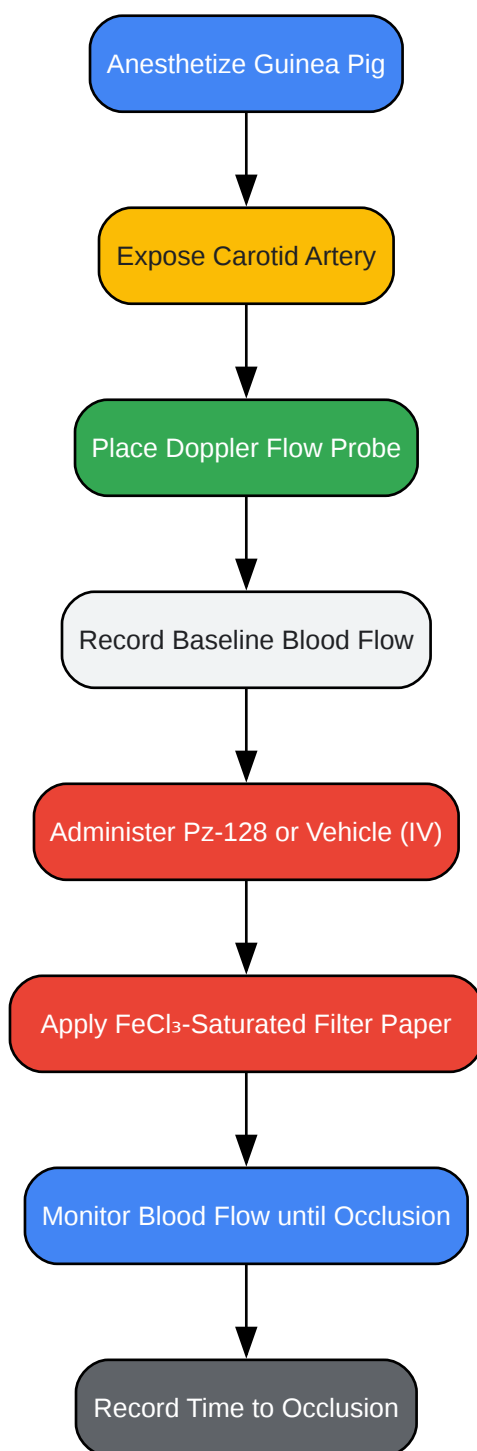 Anesthetize Guinea Pig
Expose Carotid Artery
Place Doppler Flow Probe
Record Baseline Blood Flow
Administer Pz-128 or Vehicle (IV)
Apply FeCl₃-Saturated Filter Paper
Monitor Blood Flow until Occlusion
Record Time to Occlusion